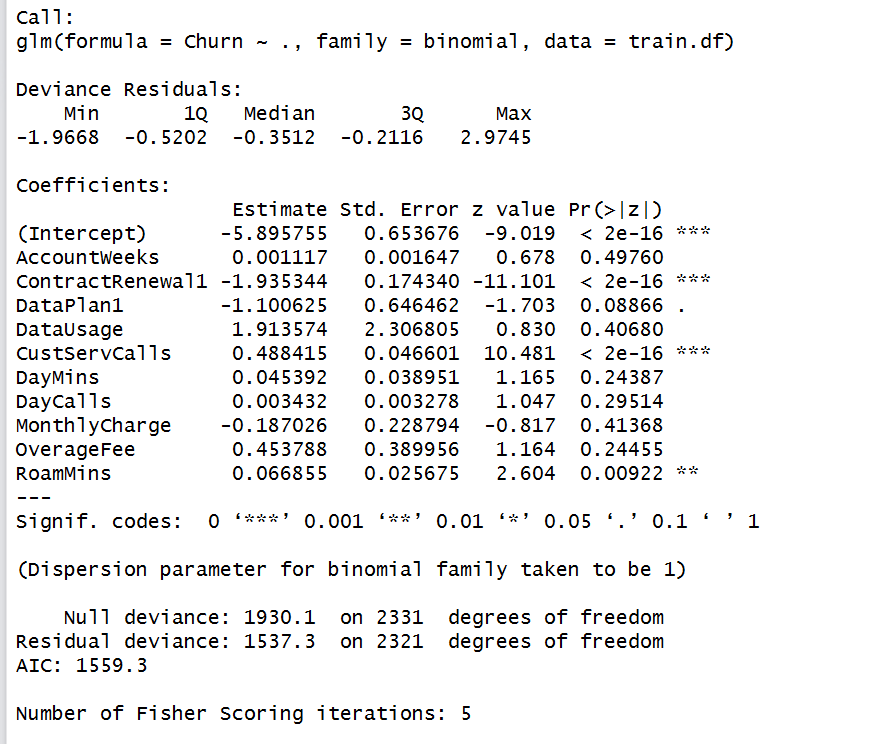 Call:
glm(formula = Churn ~ ., family = binomial, data = train.df)
Deviance Residuals:
    Min      1Q   Median      3Q     Max
-1.9668  -0.5202  -0.3512  -0.2116   2.9745
Coefficients:
                  Estimate Std. Error z value Pr(>|z|)
(Intercept)      -5.895755   0.653676  -9.019  < 2e-16 ***
AccountWeeks      0.001117   0.001647   0.678  0.49760
ContractRenewal1 -1.935344   0.174340 -11.101  < 2e-16 ***
DataPlan1        -1.100625   0.646462  -1.703  0.08866 .
DataUsage         1.913574   2.306805   0.830  0.40680
CustServCalls     0.488415   0.046601  10.481  < 2e-16 ***
DayMins           0.045392   0.038951   1.165  0.24387
DayCalls          0.003432   0.003278   1.047  0.29514
MonthlyCharge    -0.187026   0.228794  -0.817  0.41368
OverageFee        0.453788   0.389956   1.164  0.24455
RoamMins          0.066855   0.025675   2.604  0.00922 **
---
Signif. codes:  0 ‘***’ 0.001 ‘**’ 0.01 ‘*’ 0.05 ‘.’ 0.1 ‘ ’ 1
(Dispersion parameter for binomial family taken to be 1)
    Null deviance: 1930.1  on 2331  degrees of freedom
Residual deviance: 1537.3  on 2321  degrees of freedom
AIC: 1559.3
Number of Fisher Scoring iterations: 5